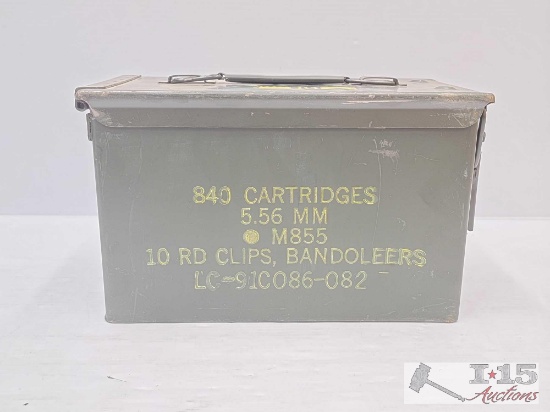 840 CARTRIDGES
5.56 MM
M855
10 RD CLIPS, BANDOLEERS
LC-91C086-082
I★15
Auctions